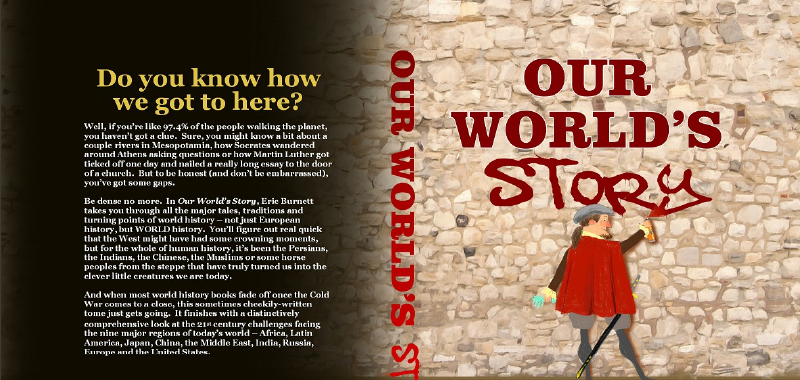 Do you know how
we got to here?
Well, if you're like 97.4% of the people walking the planet,
you haven't got a clue. Sure, you might know a bit about a
couple rivers in Mesopotamia, how Socrates wandered
around Athens asking questions or how Martin Luther got
ticked off one day and nailed a really long essay to the door
of a church. But to be honest (and don't be embarrassed),
you've got some gaps.
Be dense no more. In Our World's Story, Eric Burnett
takes you through all the major tales, traditions and
turning points of world history – not just European
history, but WORLD history. You'll figure out real quick
that the West might have had some crowning moments,
but for the whole of human history, it's been the Persians,
the Indians, the Chinese, the Muslims or some horse
peoples from the steppe that have truly turned us into the
clever little creatures we are today.
And when most world history books fade off once the Cold
War comes to a close, this sometimes cheekily-written
tome just gets going. It finishes with a distinctively
comprehensive look at the 21st century challenges facing
the nine major regions of today's world – Africa, Latin
America, Japan, China, the Middle East, India, Russia,
Europe and the United States.
OUR WORLD'S ST
OUR
WORLD'S
STORY